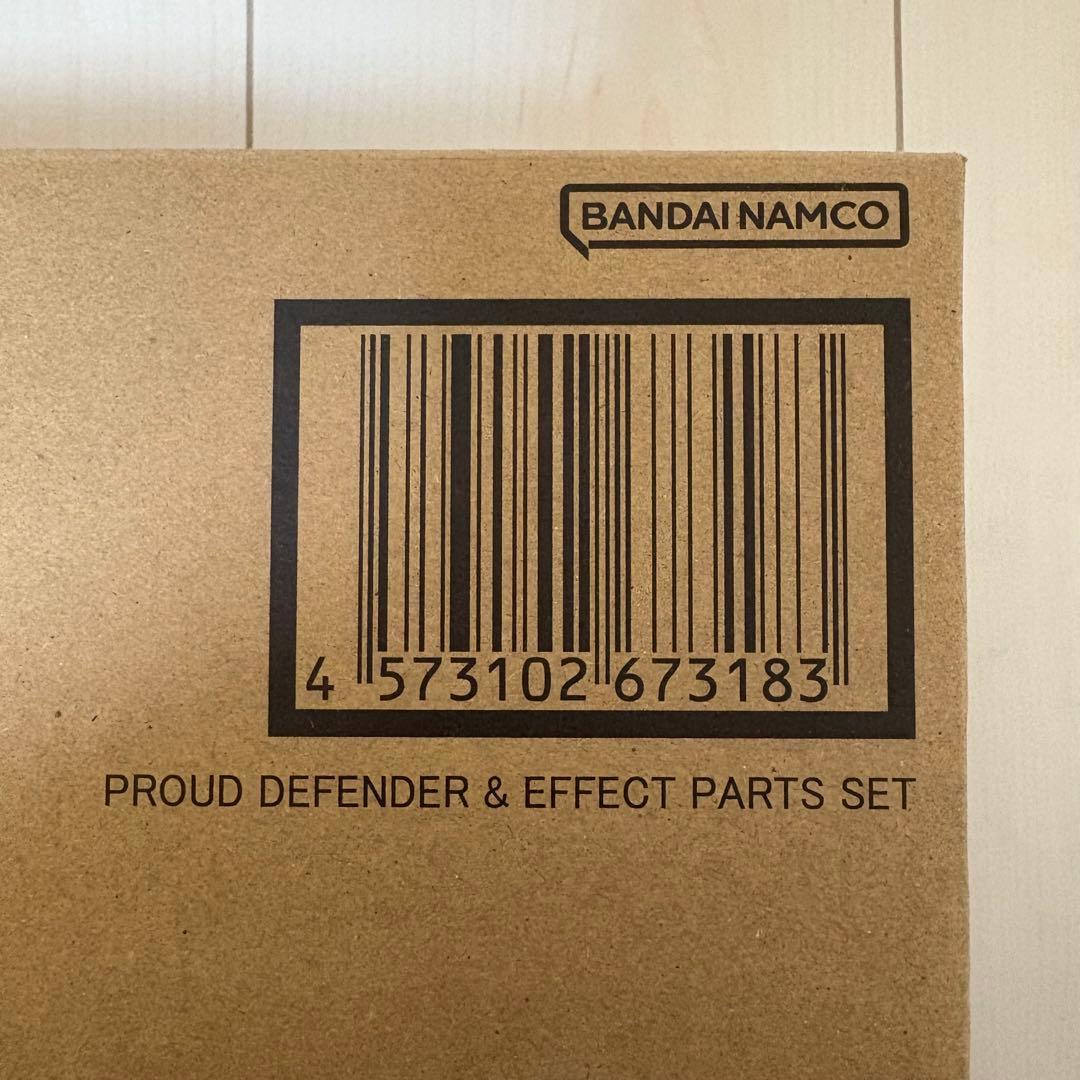 BANDAI NAMCO
4 573102 673183
PROUD DEFENDER & EFFECT PARTS SET